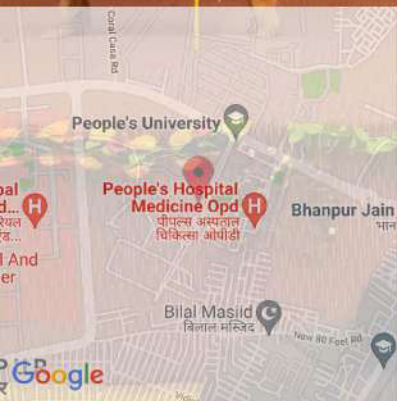 Coral Casa Rd
People's University
People's Hospital
Medicine Opd
पीपल्स अस्पताल
चिकित्सा ओपीडी
Bhanpur Jain
भान
Bilal Masjid
बिलाल मस्जिद
New 80 Feet Rd
Google